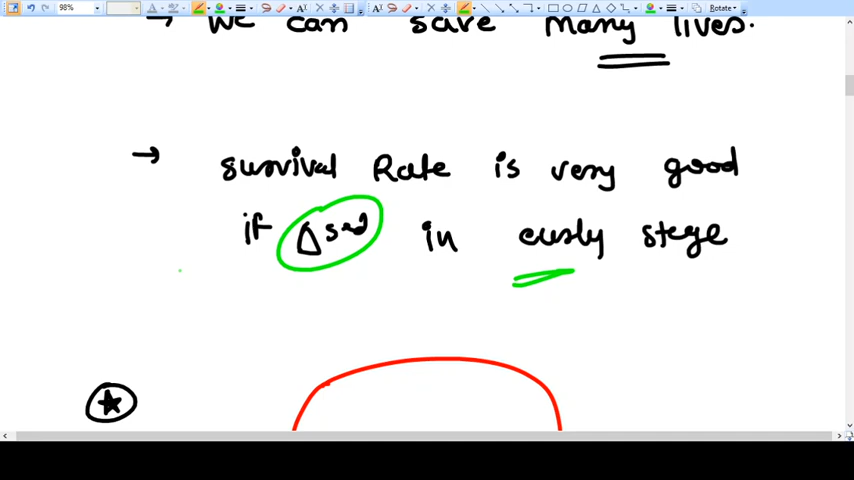 98%
Rotate
→ we can save many lives.
→ survival Rate is very good
if Δsed in early stage